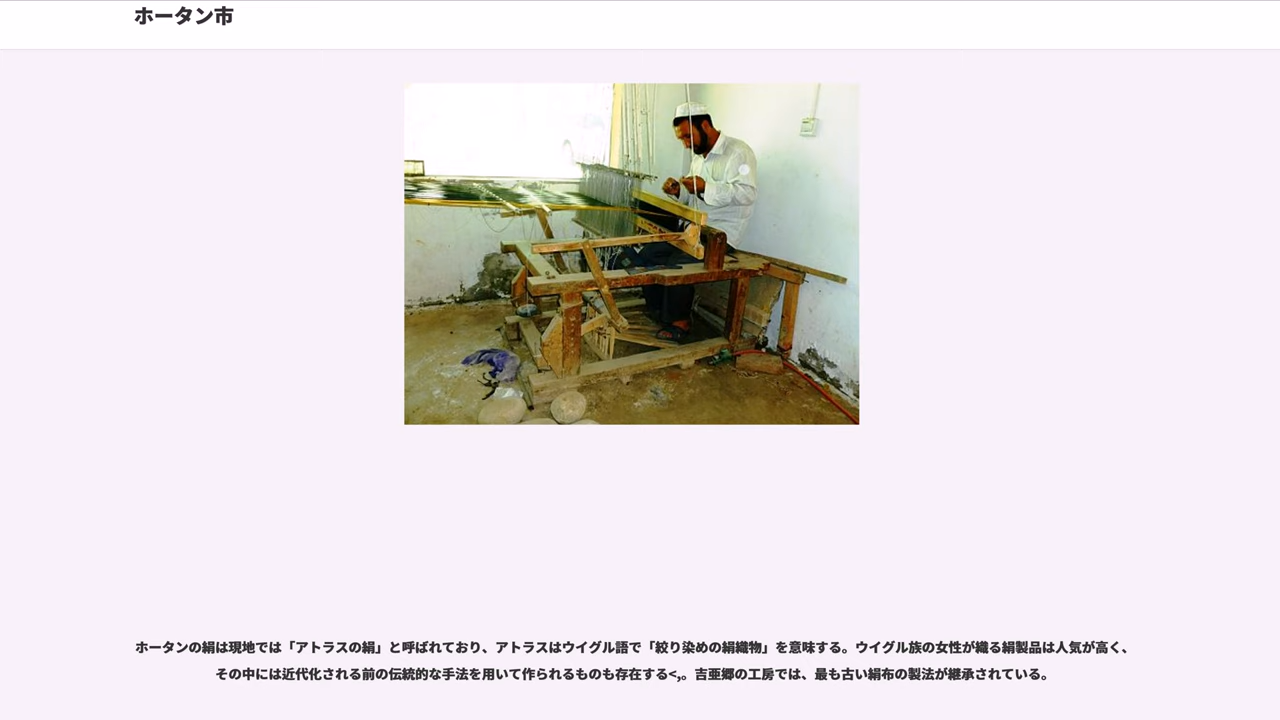 ホータン市
ホータンの絹は現地では「アトラスの絹」と呼ばれており、アトラスはウイグル語で「絞り染めの絹織物」を意味する。ウイグル族の女性が織る絹製品は人気が高く、
その中には近代化される前の伝統的な手法を用いて作られるものも存在する<,。吉亜郷の工房では、最も古い絹布の製法が継承されている。